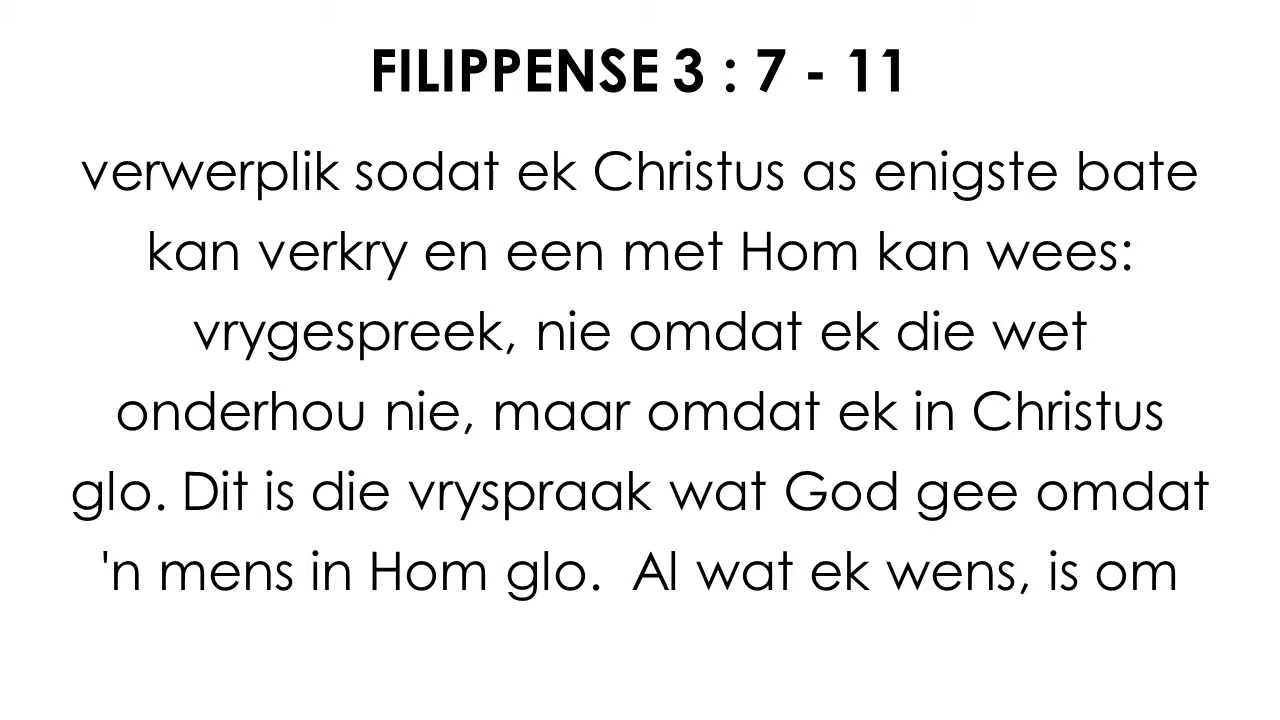 FILIPPENSE 3 : 7 - 11
verwerplik sodat ek Christus as enigste bate
kan verkry en een met Hom kan wees:
vrygespreek, nie omdat ek die wet
onderhou nie, maar omdat ek in Christus
glo. Dit is die vryspraak wat God gee omdat
'n mens in Hom glo.  Al wat ek wens, is om